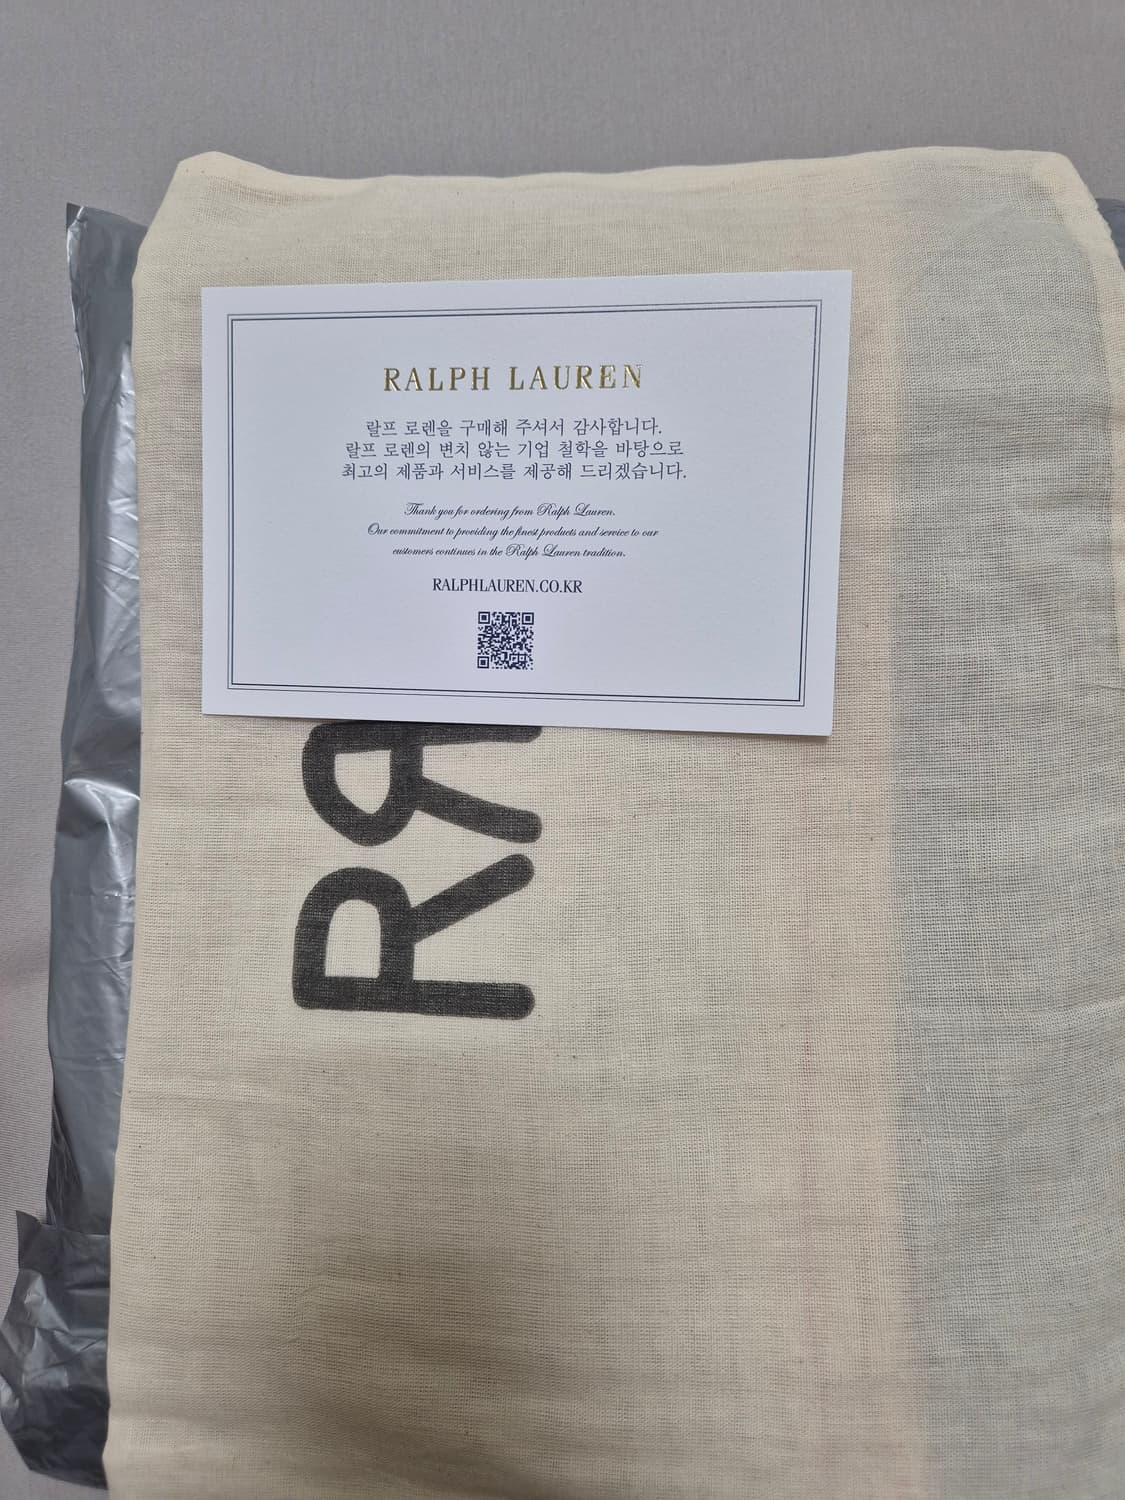 RALPH LAUREN
랄프 로렌을 구매해 주셔서 감사합니다.
랄프 로렌의 변치 않는 기업 철학을 바탕으로
최고의 제품과 서비스를 제공해 드리겠습니다.
Thank you for ordering from Ralph Lauren.
Our commitment to providing the finest products and service to our
customers continues in the Ralph Lauren tradition.
RALPHLAUREN.CO.KR
RR